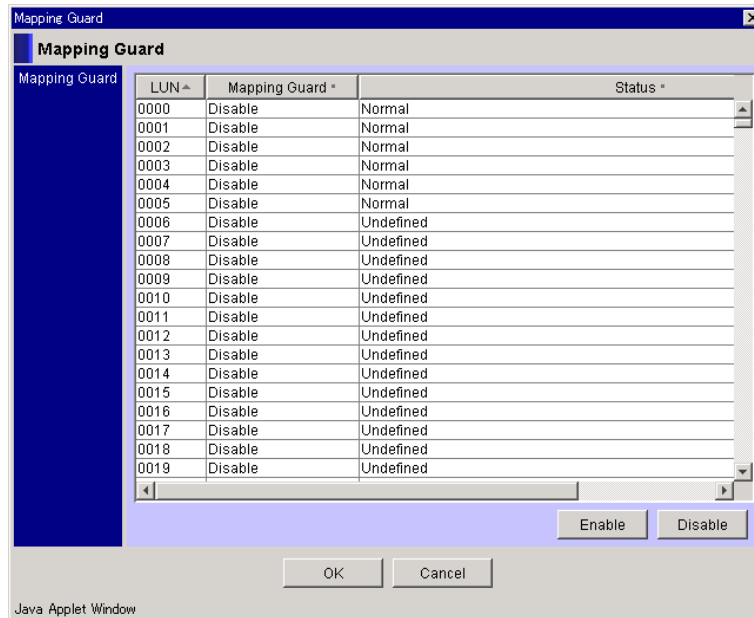 Mapping Guard
Mapping Guard
Mapping Guard
LUN Mapping Guard Status
0000 Disable Normal
0001 Disable Normal
0002 Disable Normal
0003 Disable Normal
0004 Disable Normal
0005 Disable Normal
0006 Disable Undefined
0007 Disable Undefined
0008 Disable Undefined
0009 Disable Undefined
0010 Disable Undefined
0011 Disable Undefined
0012 Disable Undefined
0013 Disable Undefined
0014 Disable Undefined
0015 Disable Undefined
0016 Disable Undefined
0017 Disable Undefined
0018 Disable Undefined
0019 Disable Undefined
Enable Disable
OK Cancel
Java Applet Window